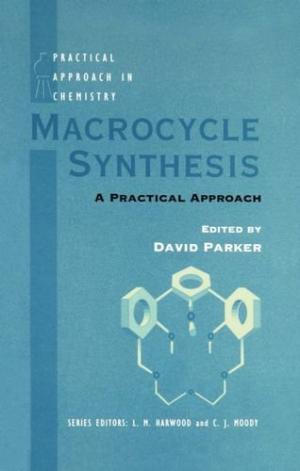 PRACTICAL
APPROACH IN
CHEMISTRY
MACROCYCLE
SYNTHESIS
A PRACTICAL APPROACH
EDITED BY
DAVID PARKER
O
O
O
O
O
O
SERIES EDITORS: L. M. HARWOOD and C. J. MOODY